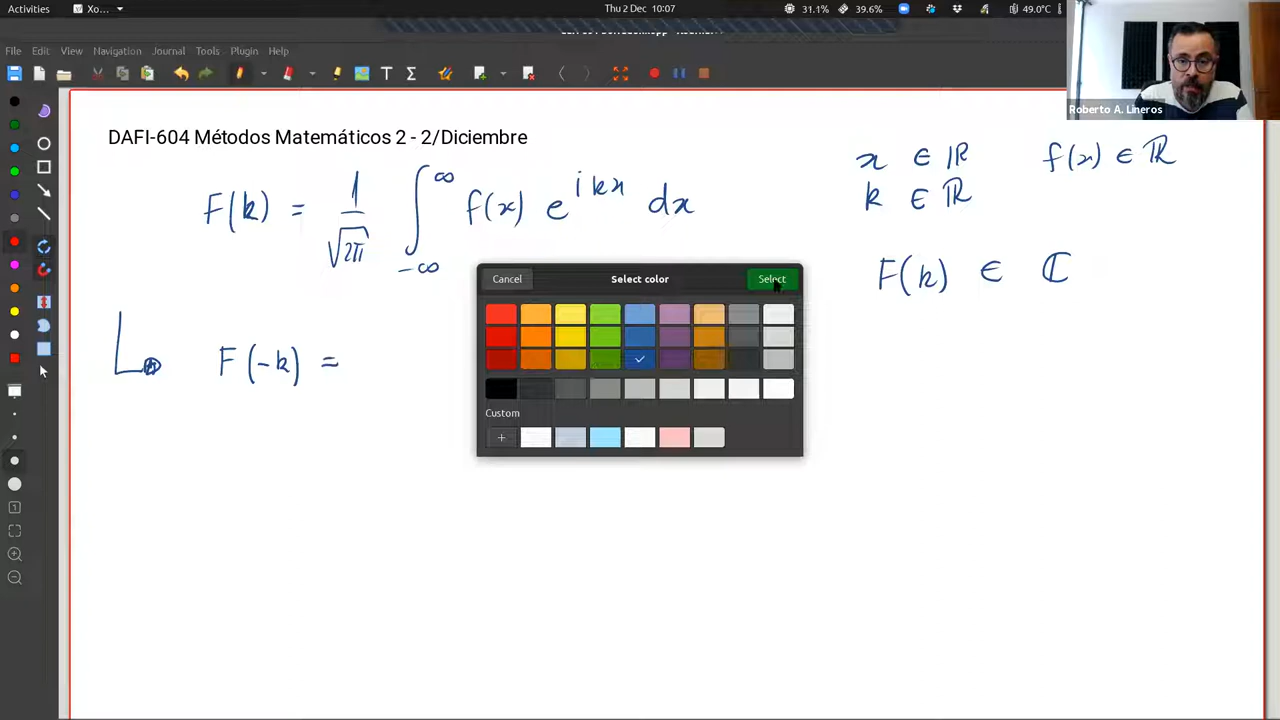 Activities Xo... Thu 2 Dec 10:07 31.1% 39.6% 49.0°C
File Edit View Navigation Journal Tools Plugin Help
Roberto A. Lineros
DAFI-604 Métodos Matemáticos 2 - 2/Diciembre
x ∈ ℝ f(x) ∈ ℝ
k ∈ ℝ
F(k) = 1/√2π ∫_{-∞}^{∞} f(x) e^{ikx} dx
F(k) ∈ ℂ
Cancel Select color Select
F(-k) =
Custom